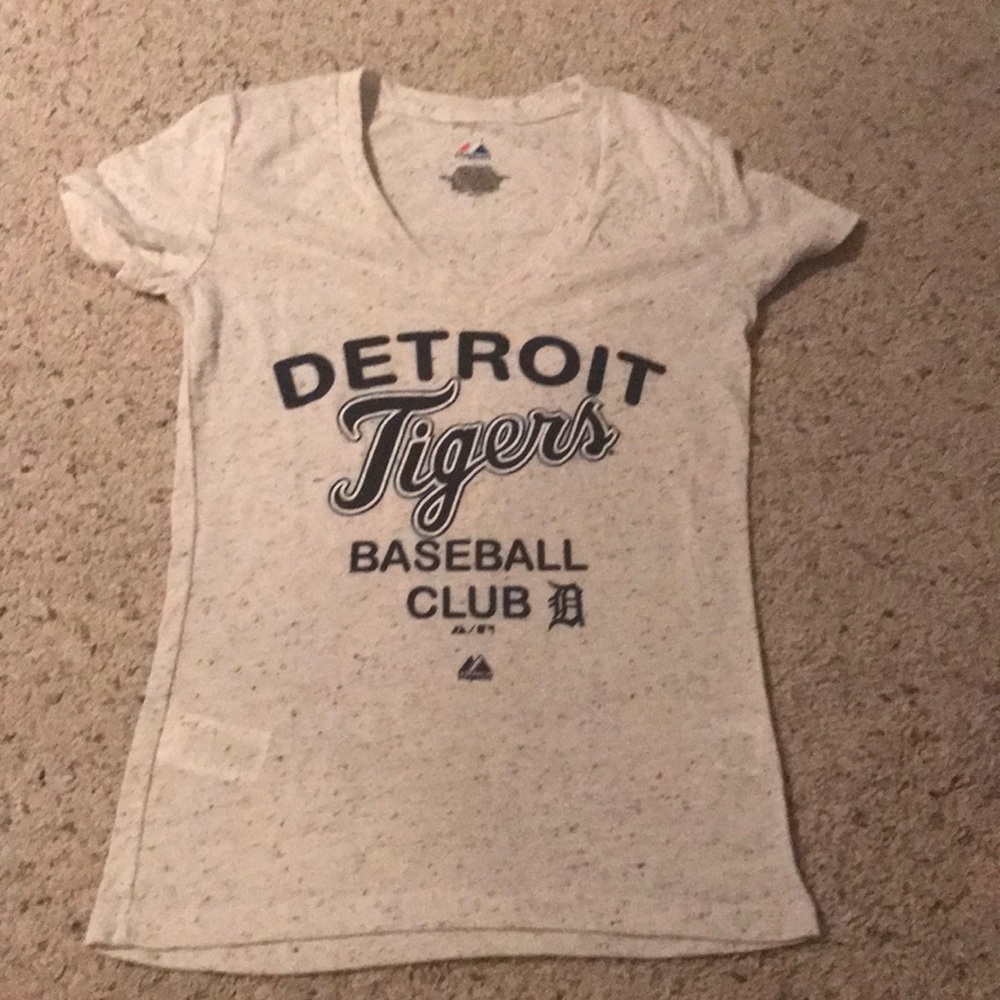 DETROIT
Tigers
BASEBALL
CLUB D